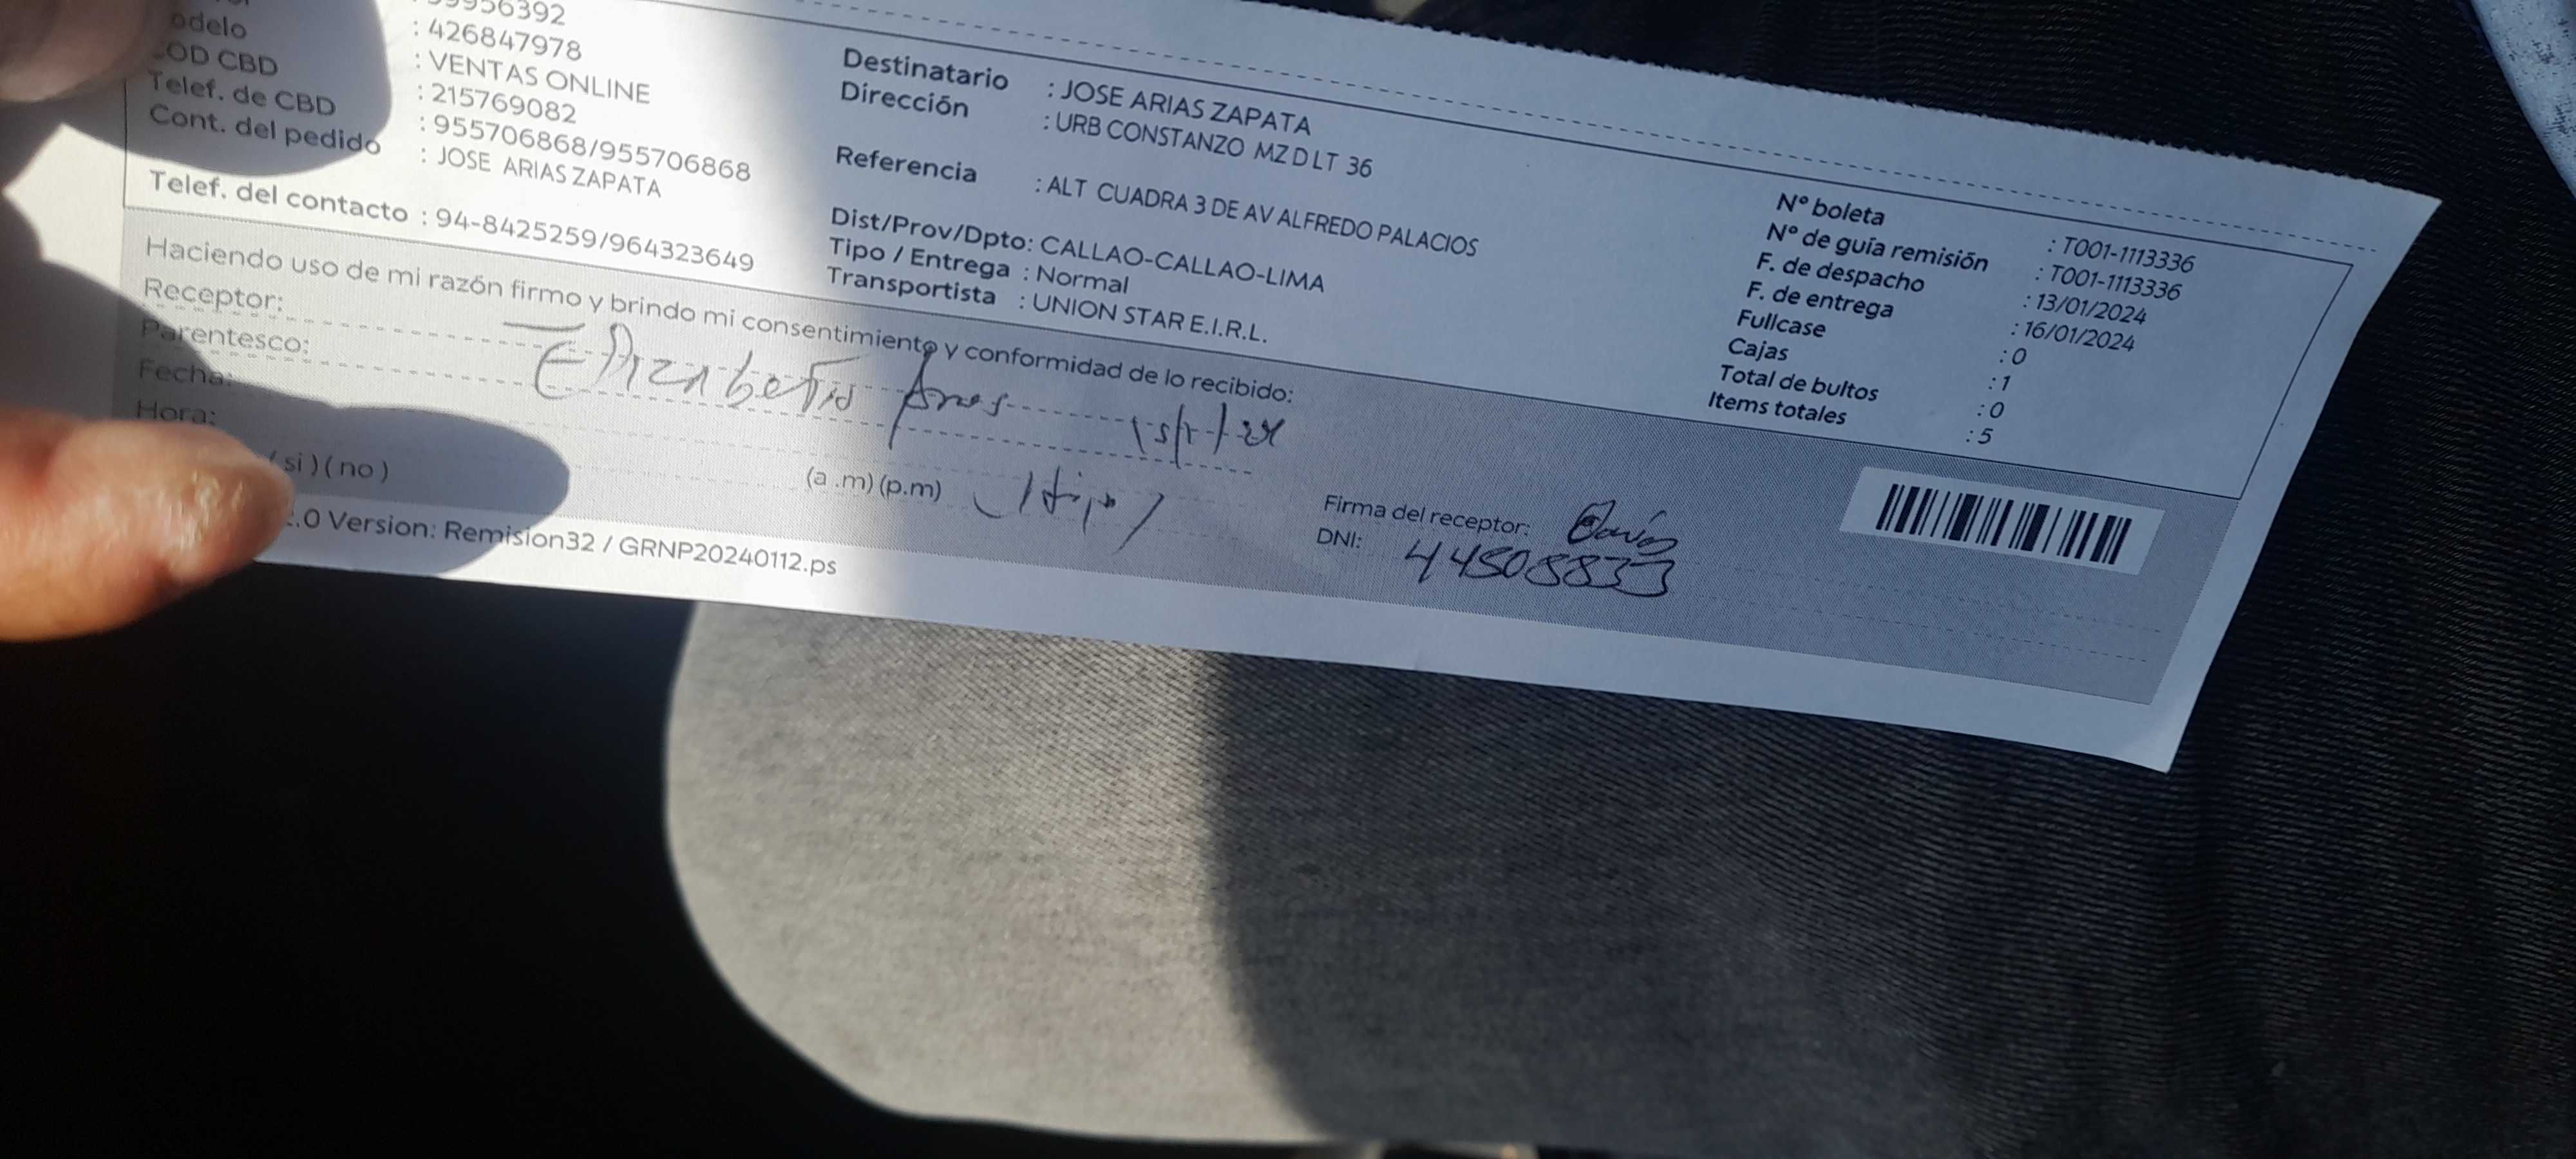 56392
odelo : 426847978
OD CBD : VENTAS ONLINE
Telef. de CBD : 215769082
: 955706868/955706868
Cont. del pedido : JOSE ARIAS ZAPATA
Telef. del contacto : 94-8425259/964323649
Destinatario : JOSE ARIAS ZAPATA
Dirección : URB CONSTANZO MZ D LT 36
Referencia : ALT CUADRA 3 DE AV ALFREDO PALACIOS
Dist/Prov/Dpto: CALLAO-CALLAO-LIMA
Tipo / Entrega : Normal
Transportista : UNION STAR E.I.R.L.
Nº boleta : T001-1113336
Nº de guía remisión : T001-1113336
F. de despacho : 13/01/2024
F. de entrega : 16/01/2024
Fullcase : 0
Cajas : 1
Total de bultos : 0
Items totales : 5
Haciendo uso de mi razón firmo y brindo mi consentimiento y conformidad de lo recibido:
Receptor:
Parentesco:
Fecha:
Hora:
(a .m) (p.m)
(si ) ( no )
Firma del receptor:
DNI: 44508833
.0 Version: Remision32 / GRNP20240112.ps